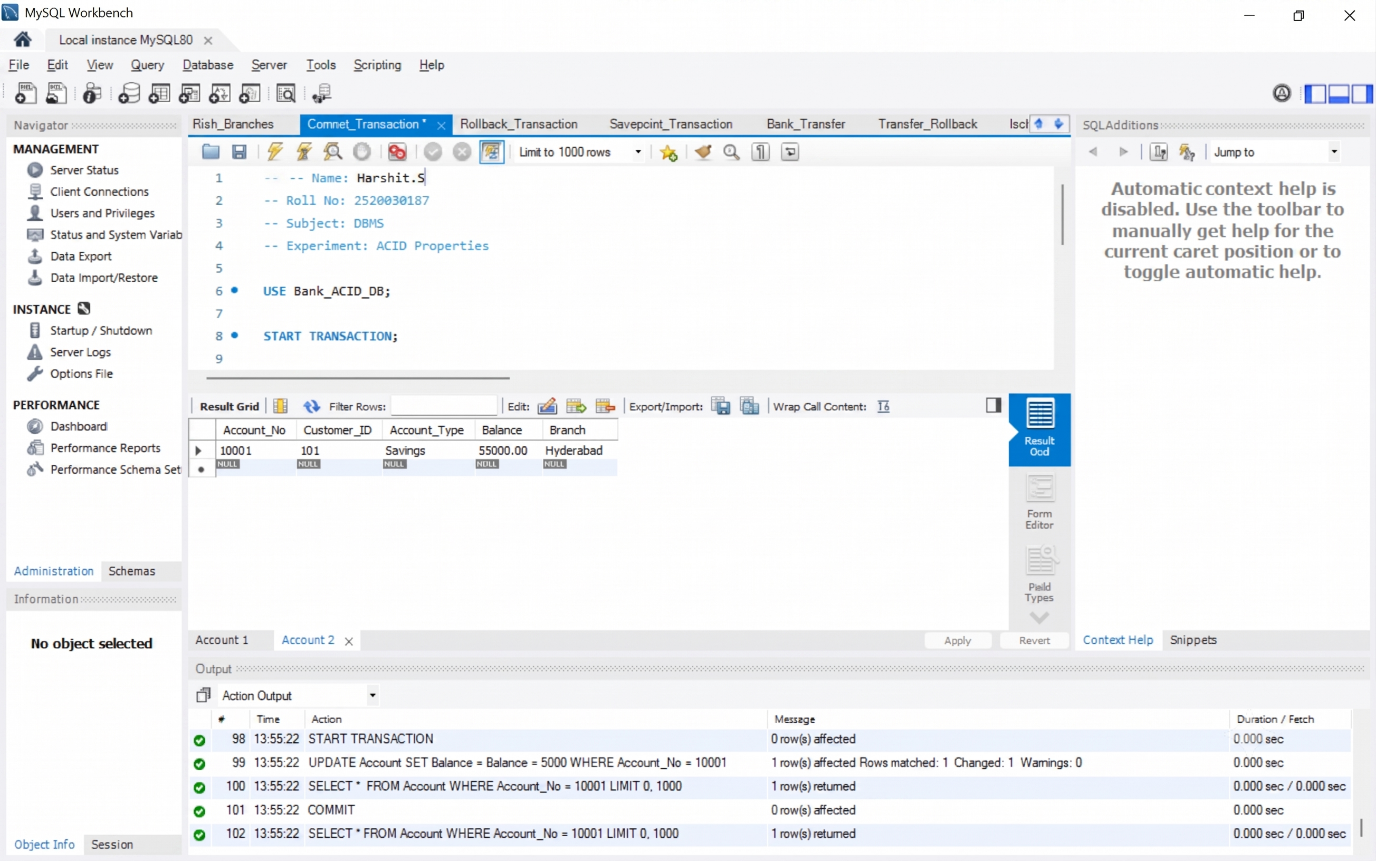 MySQL Workbench
Local instance MySQL80
File Edit View Query Database Server Tools Scripting Help
Navigator
MANAGEMENT
Server Status
Client Connections
Users and Privileges
Status and System Variab
Data Export
Data Import/Restore
INSTANCE
Startup / Shutdown
Server Logs
Options File
PERFORMANCE
Dashboard
Performance Reports
Performance Schema Set
Administration Schemas
Information
No object selected
Object Info Session
Rish_Branches Comnet_Transaction* Rollback_Transaction Savepoint_Transaction Bank_Transfer Transfer_Rollback Iscl
Limit to 1000 rows
1 -- -- Name: Harshit.S
2 -- Roll No: 2520030187
3 -- Subject: DBMS
4 -- Experiment: ACID Properties
5
6 USE Bank_ACID_DB;
7
8 START TRANSACTION;
9
Result Grid Filter Rows: Edit: Export/Import: Wrap Call Content:
Account_No Customer_ID Account_Type Balance Branch
10001 101 Savings 55000.00 Hyderabad
NULL NULL NULL NULL NULL
Result
Ocd
Form
Editor
Pield
Types
Account 1 Account 2 Apply Revert
SQLAdditions
Jump to
Automatic context help is
disabled. Use the toolbar to
manually get help for the
current caret position or to
toggle automatic help.
Context Help Snippets
Output
Action Output
# Time Action Message Duration / Fetch
98 13:55:22 START TRANSACTION 0 row(s) affected 0.000 sec
99 13:55:22 UPDATE Account SET Balance = Balance = 5000 WHERE Account_No = 10001 1 row(s) affected Rows matched: 1 Changed: 1 Warnings: 0 0.000 sec
100 13:55:22 SELECT * FROM Account WHERE Account_No = 10001 LIMIT 0, 1000 1 row(s) returned 0.000 sec / 0.000 sec
101 13:55:22 COMMIT 0 row(s) affected 0.000 sec
102 13:55:22 SELECT * FROM Account WHERE Account_No = 10001 LIMIT 0, 1000 1 row(s) returned 0.000 sec / 0.000 sec